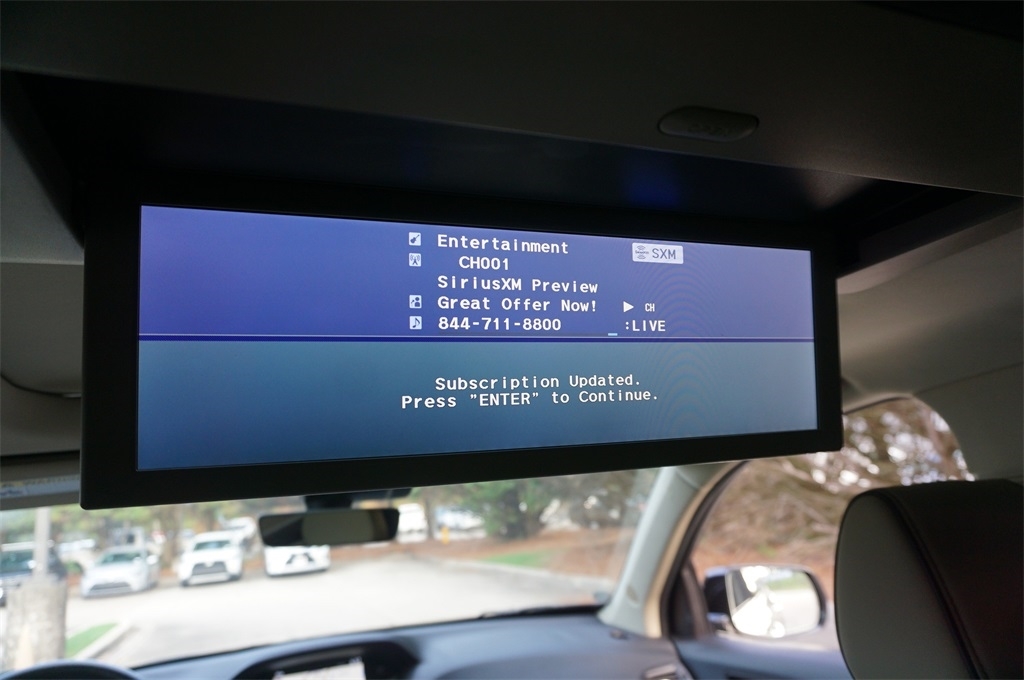 Entertainment
SXM
CH001
SiriusXM Preview
Great Offer Now! ▶ CH
844-711-8800 :LIVE
Subscription Updated.
Press "ENTER" to Continue.